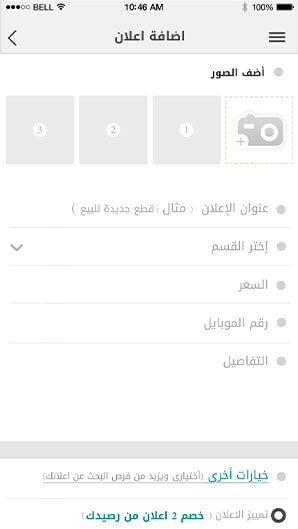 BELL 10:46 AM 100%
اضافة اعلان
أضف الصور
1 2 3
عنوان الإعلان ( مثال : قطع جديدة للبيع )
إختر القسم
السعر
رقم الموبايل
التفاصيل
خيارات أخرى (أختيارى ويزيد من فرص البحث عن اعلانك)
تمييز الاعلان ( خصم 2 اعلان من رصيدك)